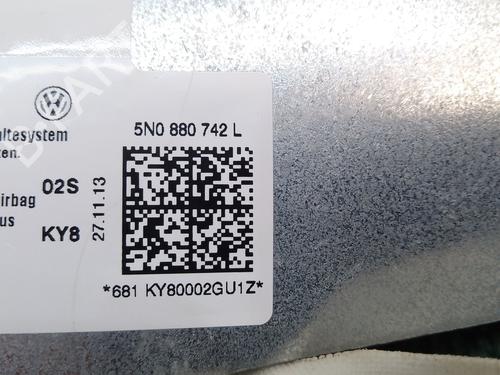 5N0 880 742 L
ltesystem
ten.
02S
irbag
us
KY8
27.11.13
*681 KY80002GU1Z*